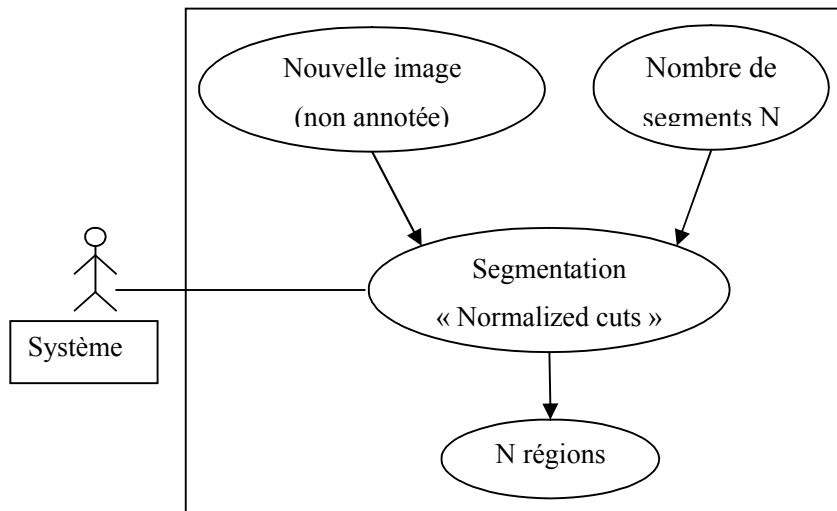 Nouvelle image
(non annotée)
Nombre de
segments N
Segmentation
« Normalized cuts »
Système
N régions